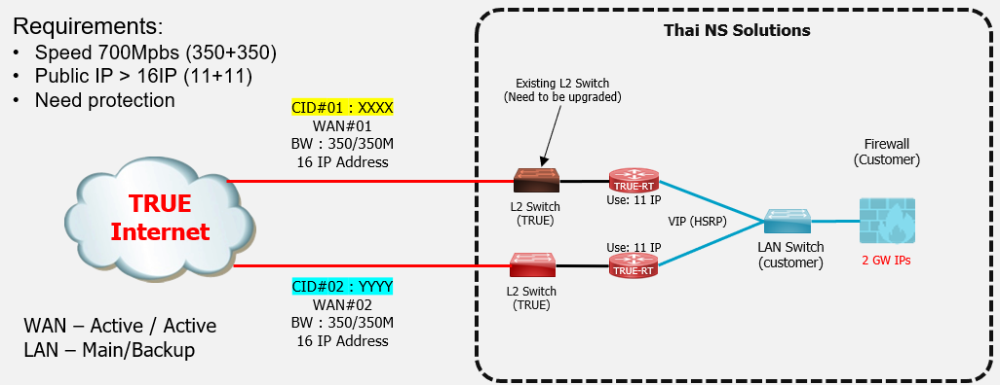 Requirements:
• Speed 700Mpbs (350+350)
• Public IP > 16IP (11+11)
• Need protection
Thai NS Solutions
Existing L2 Switch
(Need to be upgraded)
CID#01 : XXXX
WAN#01
BW : 350/350M
16 IP Address
Firewall
(Customer)
TRUE
Internet
TRUE-RT
Use: 11 IP
L2 Switch
(TRUE)
VIP (HSRP)
LAN Switch
(customer)
2 GW IPs
Use: 11 IP
TRUE-RT
L2 Switch
(TRUE)
CID#02 : YYYY
WAN#02
BW : 350/350M
16 IP Address
WAN – Active / Active
LAN – Main/Backup